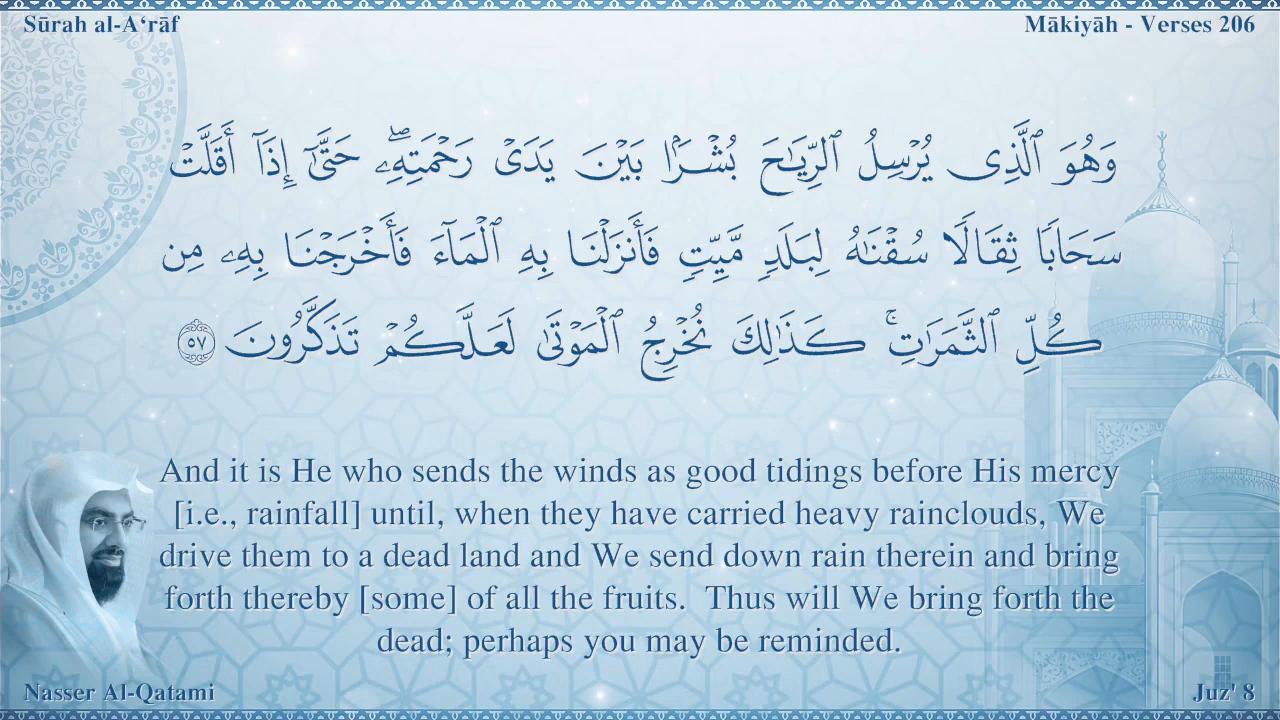 Sūrah al-A‘rāf
Mākiyāh - Verses 206
وَهُوَ ٱلَّذِى يُرْسِلُ ٱلرِّيَـٰحَ بُشْرًۢا بَيْنَ يَدَىْ رَحْمَتِهِۦ ۖ حَتَّىٰٓ إِذَآ أَقَلَّتْ
سَحَابًۭا ثِقَالًۭا سُقْنَـٰهُ لِبَلَدٍۢ مَّيِّتٍۢ فَأَنزَلْنَا بِهِ ٱلْمَآءَ فَأَخْرَجْنَا بِهِۦ مِن
كُلِّ ٱلثَّمَرَٰتِ ۚ كَذَٰلِكَ نُخْرِجُ ٱلْمَوْتَىٰ لَعَلَّكُمْ تَذَكَّرُونَ ٥٧
And it is He who sends the winds as good tidings before His mercy
[i.e., rainfall] until, when they have carried heavy rainclouds, We
drive them to a dead land and We send down rain therein and bring
forth thereby [some] of all the fruits.  Thus will We bring forth the
dead; perhaps you may be reminded.
Nasser Al-Qatami
Juz' 8